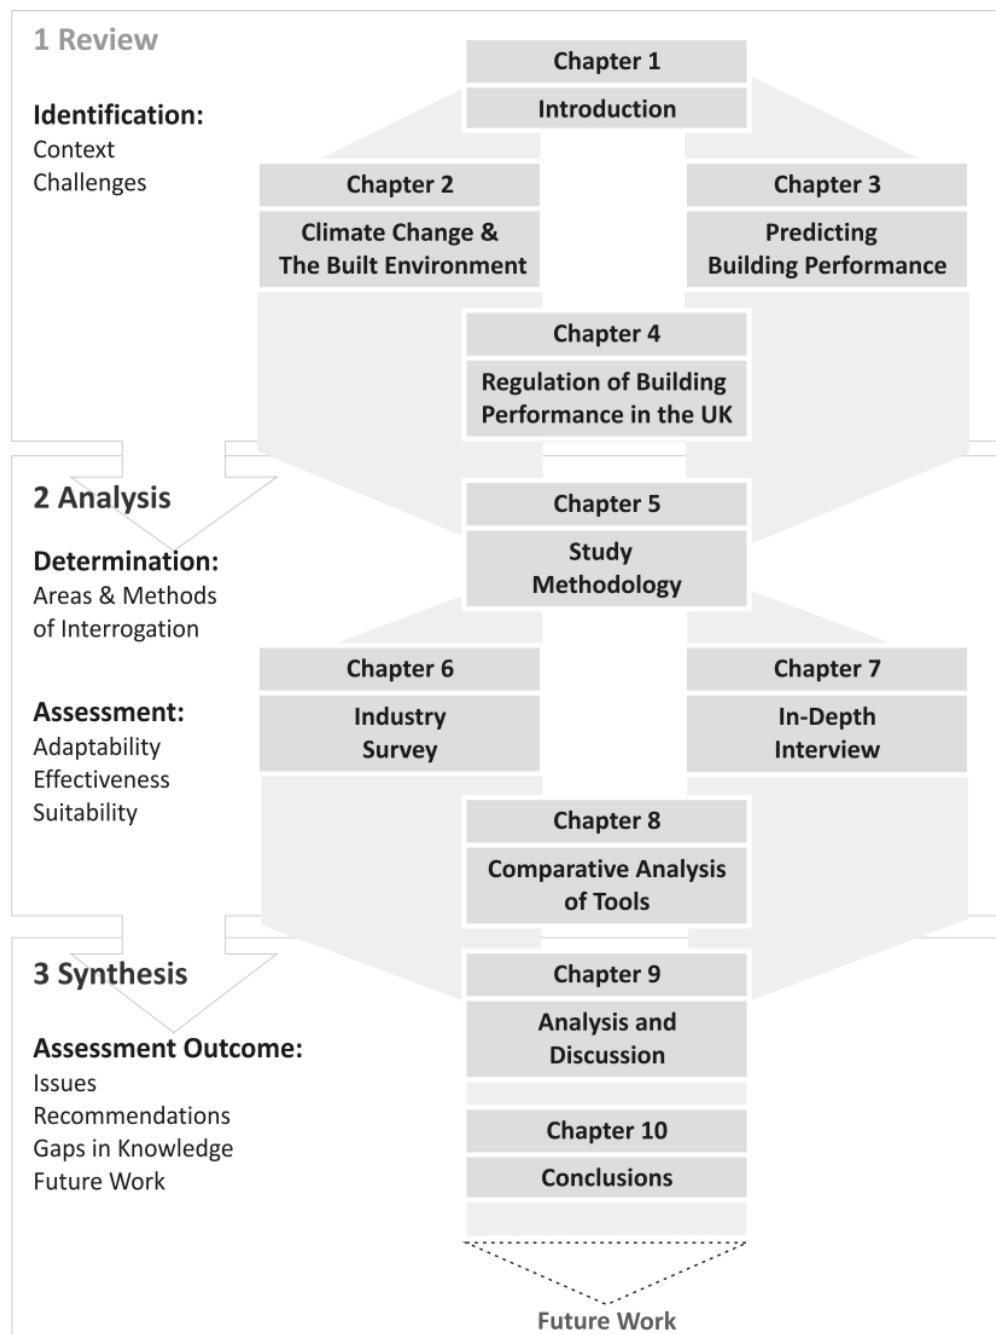 1 Review
Identification:
Context
Challenges
Chapter 1
Introduction
Chapter 2
Climate Change &
The Built Environment
Chapter 3
Predicting
Building Performance
Chapter 4
Regulation of Building
Performance in the UK
2 Analysis
Determination:
Areas & Methods
of Interrogation
Assessment:
Adaptability
Effectiveness
Suitability
Chapter 5
Study
Methodology
Chapter 6
Industry
Survey
Chapter 7
In-Depth
Interview
Chapter 8
Comparative Analysis
of Tools
3 Synthesis
Assessment Outcome:
Issues
Recommendations
Gaps in Knowledge
Future Work
Chapter 9
Analysis and
Discussion
Chapter 10
Conclusions
Future Work